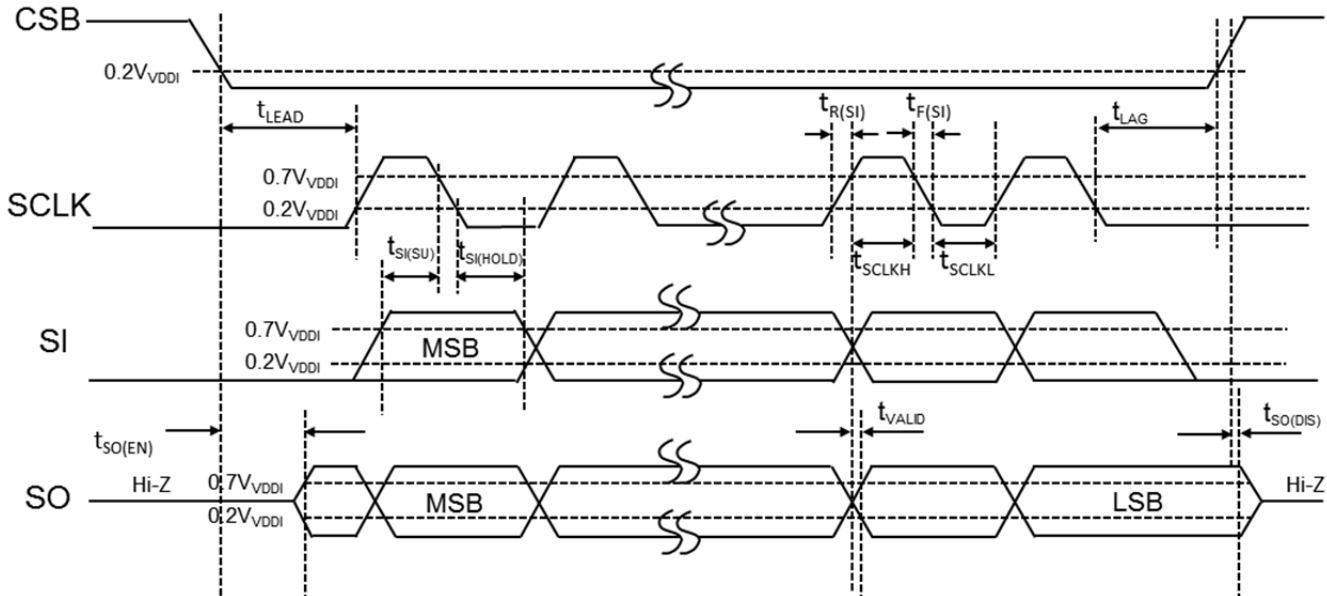 CSB
0.2VVDDI
tLEAD
tR(SI)
tF(SI)
tLAG
0.7VVDDI
SCLK
0.2VVDDI
tSI(SU)
tSI(HOLD)
tSCLKH
tSCLKL
0.7VVDDI
SI
MSB
0.2VVDDI
tSO(EN)
tVALID
tSO(DIS)
Hi-Z
0.7VVDDI
Hi-Z
SO
MSB
LSB
0.2VVDDI